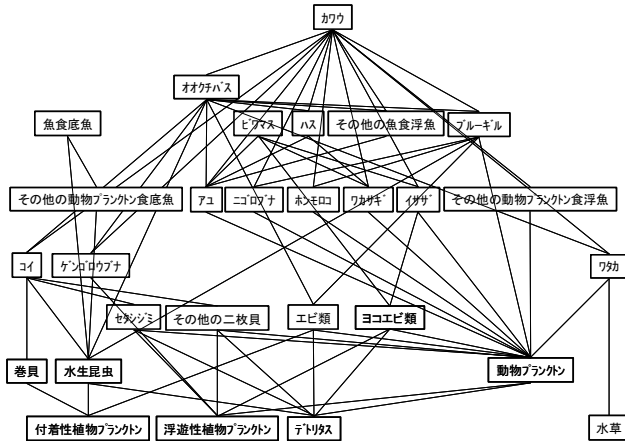 カワウ
オオクチバス
魚食底魚
ビワマス
ハス
その他の魚食浮魚
ブルーギル
その他の動物プランクトン食底魚
アユ
ニゴロブナ
ホンモロコ
ワカサギ
イサザ
その他の動物プランクトン食浮魚
コイ
ゲンゴロウブナ
ワタカ
セタシジミ
その他の二枚貝
エビ類
ヨコエビ類
巻貝
水生昆虫
動物プランクトン
付着性植物プランクトン
浮遊性植物プランクトン
デトリタス
水草